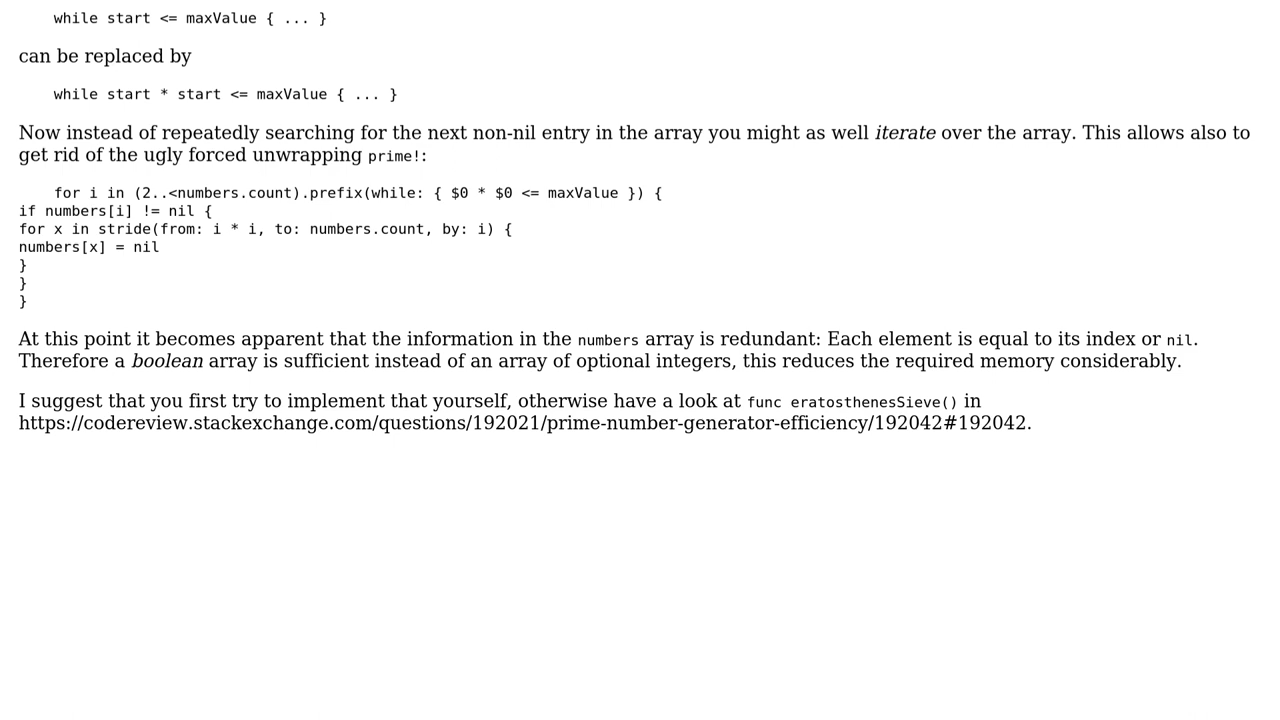 while start <= maxValue { ... }
can be replaced by
while start * start <= maxValue { ... }
Now instead of repeatedly searching for the next non-nil entry in the array you might as well iterate over the array. This allows also to
get rid of the ugly forced unwrapping prime!:
for i in (2..<numbers.count).prefix(while: { $0 * $0 <= maxValue }) {
if numbers[i] != nil {
for x in stride(from: i * i, to: numbers.count, by: i) {
numbers[x] = nil
}
}
}
At this point it becomes apparent that the information in the numbers array is redundant: Each element is equal to its index or nil.
Therefore a boolean array is sufficient instead of an array of optional integers, this reduces the required memory considerably.
I suggest that you first try to implement that yourself, otherwise have a look at func eratosthenesSieve() in
https://codereview.stackexchange.com/questions/192021/prime-number-generator-efficiency/192042#192042.